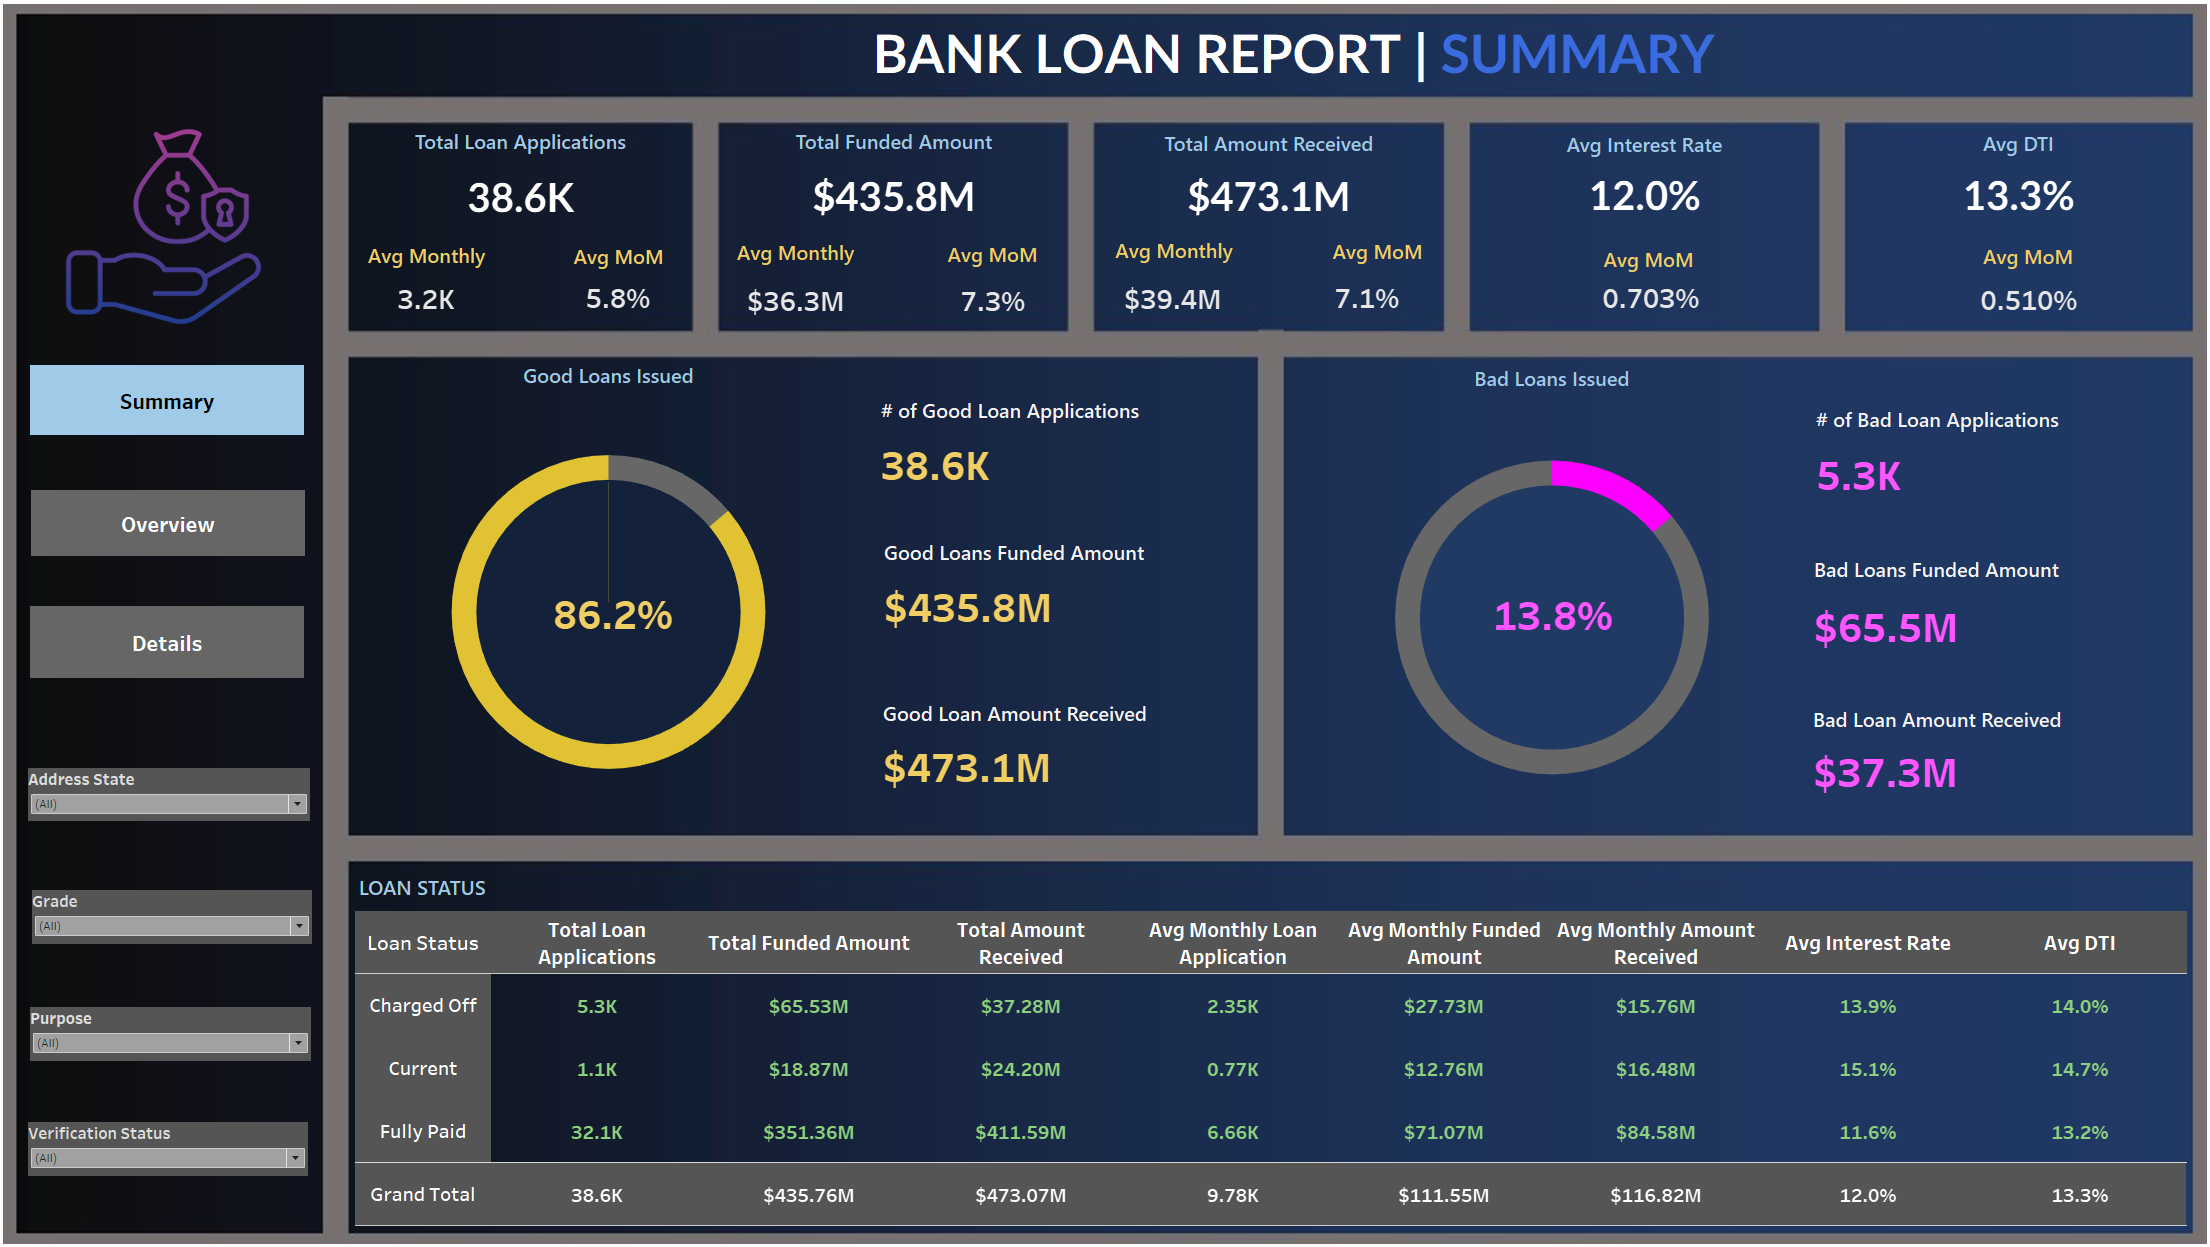 BANK LOAN REPORT | SUMMARY
Total Loan Applications
38.6K
Avg Monthly Avg MoM
3.2K 5.8%
Total Funded Amount
$435.8M
Avg Monthly Avg MoM
$36.3M 7.3%
Total Amount Received
$473.1M
Avg Monthly Avg MoM
$39.4M 7.1%
Avg Interest Rate
12.0%
Avg MoM
0.703%
Avg DTI
13.3%
Avg MoM
0.510%
$
Summary
Overview
Details
Address State
(All)
Grade
(All)
Purpose
(All)
Verification Status
(All)
Good Loans Issued
86.2%
# of Good Loan Applications
38.6K
Good Loans Funded Amount
$435.8M
Good Loan Amount Received
$473.1M
Bad Loans Issued
13.8%
# of Bad Loan Applications
5.3K
Bad Loans Funded Amount
$65.5M
Bad Loan Amount Received
$37.3M
LOAN STATUS
Loan Status Total Loan Applications Total Funded Amount Total Amount Received Avg Monthly Loan Application Avg Monthly Funded Amount Avg Monthly Amount Received Avg Interest Rate Avg DTI
Charged Off 5.3K $65.53M $37.28M 2.35K $27.73M $15.76M 13.9% 14.0%
Current 1.1K $18.87M $24.20M 0.77K $12.76M $16.48M 15.1% 14.7%
Fully Paid 32.1K $351.36M $411.59M 6.66K $71.07M $84.58M 11.6% 13.2%
Grand Total 38.6K $435.76M $473.07M 9.78K $111.55M $116.82M 12.0% 13.3%